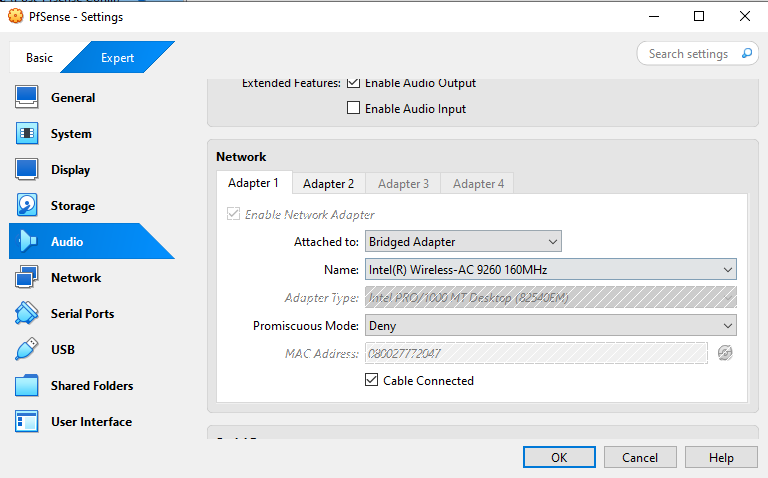 PfSense - Settings
Basic
Expert
Search settings
General
System
Display
Storage
Audio
Network
Serial Ports
USB
Shared Folders
User Interface
Extended Features: Enable Audio Output
Enable Audio Input
Network
Adapter 1 Adapter 2 Adapter 3 Adapter 4
Enable Network Adapter
Attached to: Bridged Adapter
Name: Intel(R) Wireless-AC 9260 160MHz
Adapter Type: Intel PRO/1000 MT Desktop (82540EM)
Promiscuous Mode: Deny
MAC Address: 080027772047
Cable Connected
OK Cancel Help